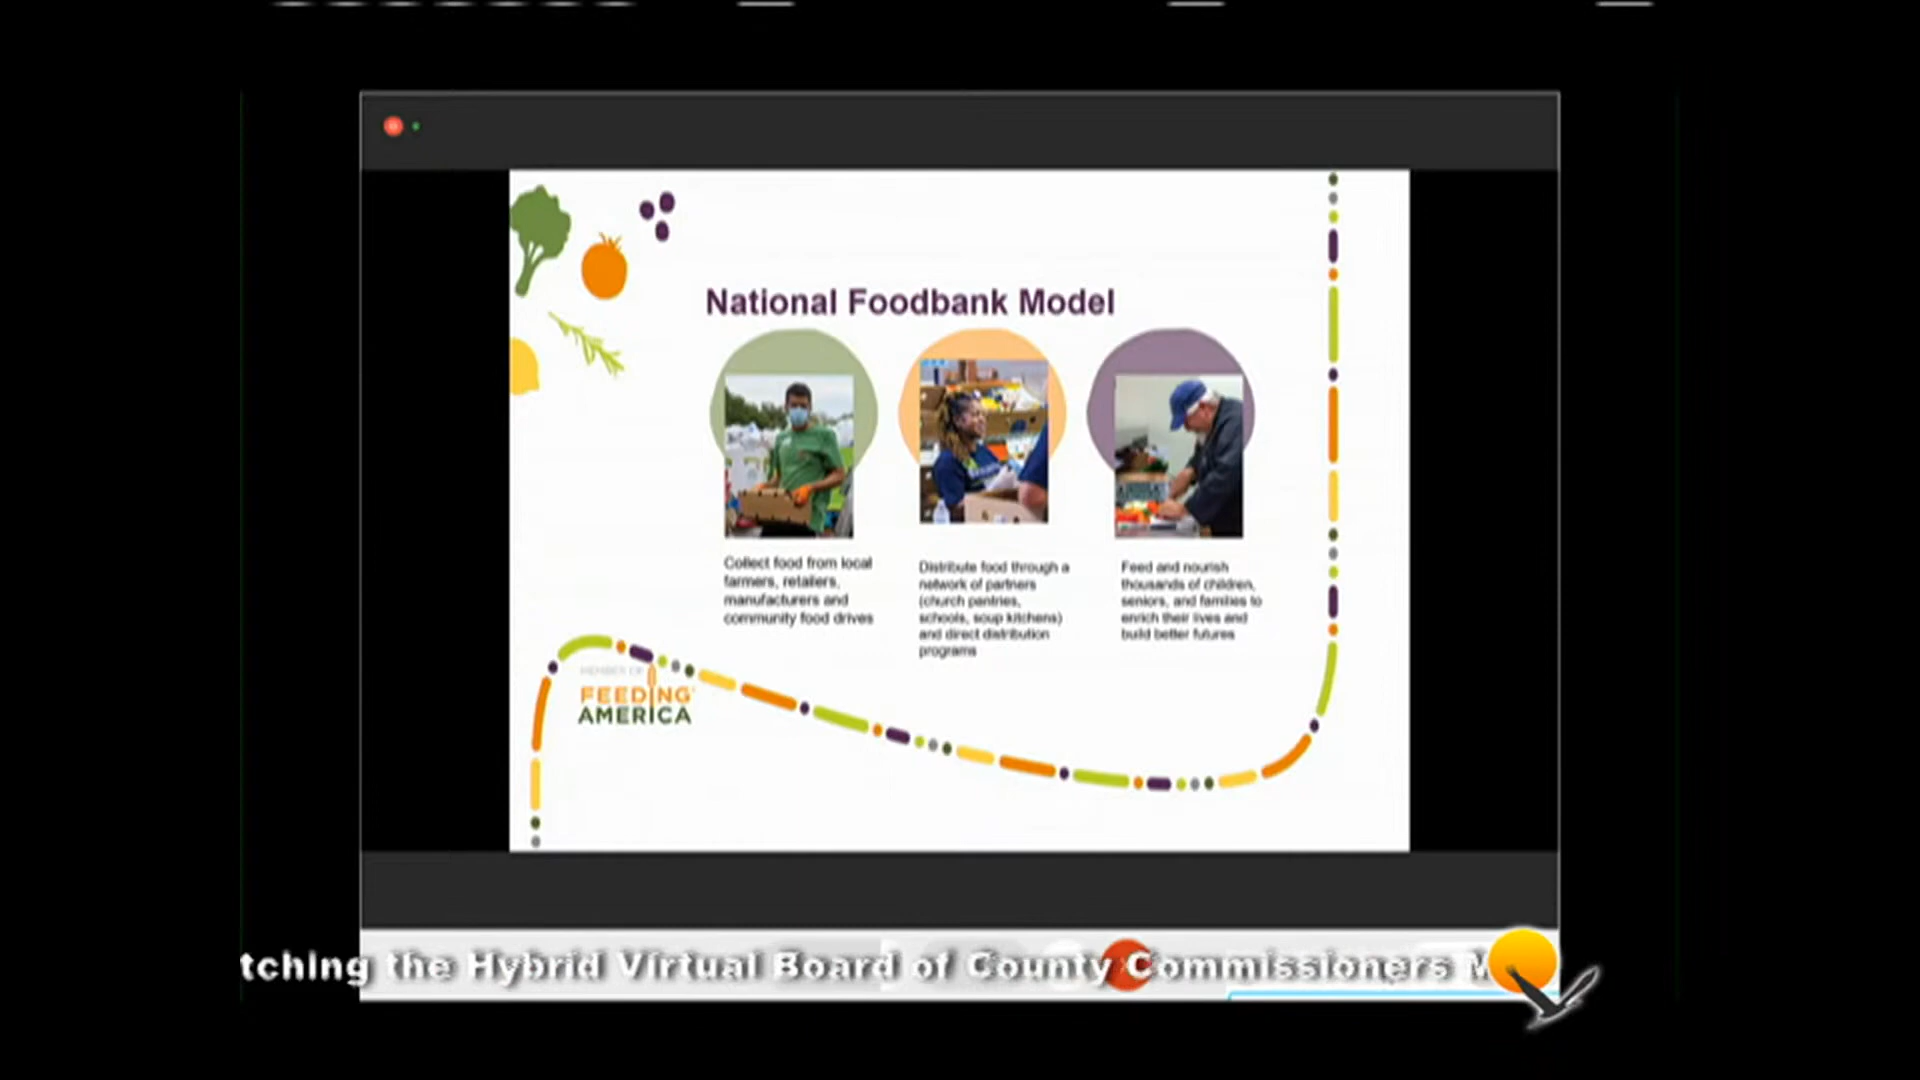 National Foodbank Model
Collect food from local
farmers, retailers,
manufacturers and
community food drives
Distribute food through a
network of partners
(church pantries,
schools, soup kitchens)
and direct distribution
programs
Feed and nourish
thousands of children,
seniors, and families to
enrich their lives and
build better futures
MEMBER OF
FEEDING
AMERICA
tching the Hybrid Virtual Board of County Commissioners M